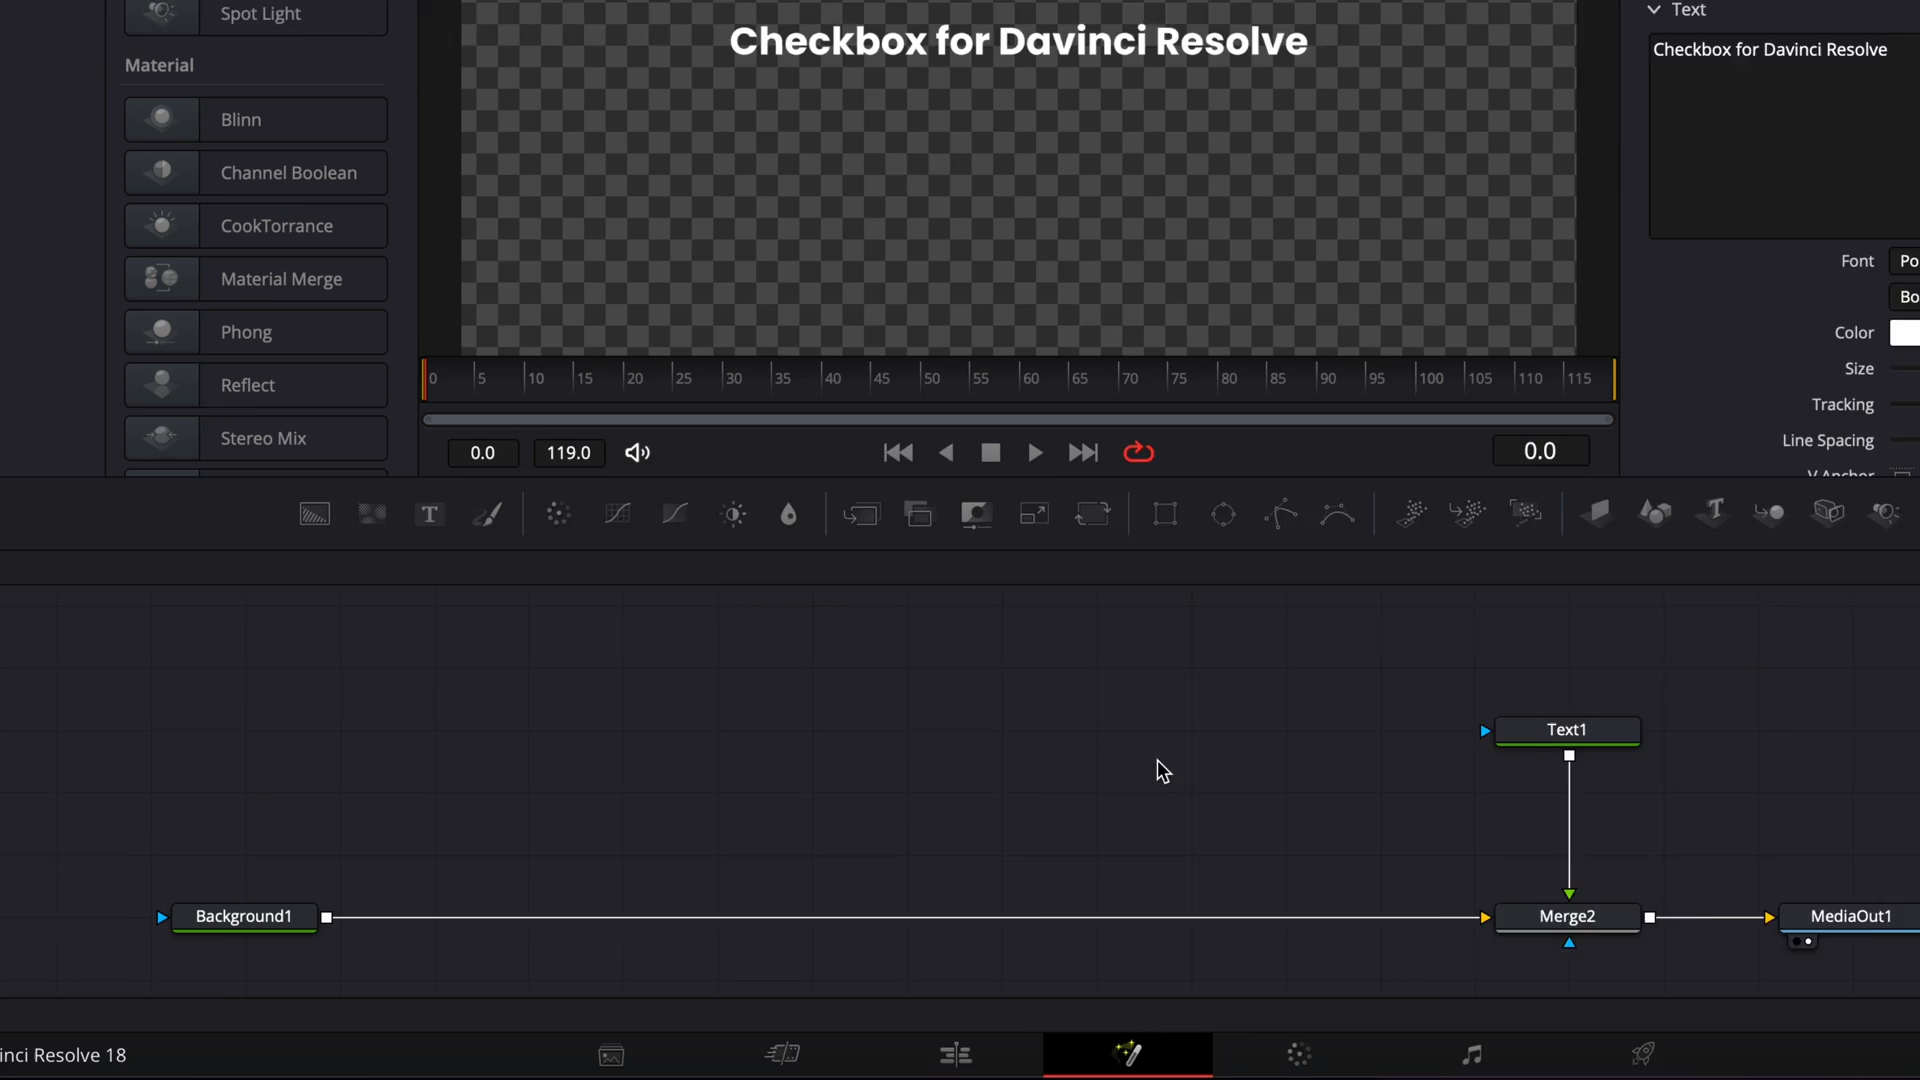 Spot Light
Material
Blinn
Channel Boolean
CookTorrance
Material Merge
Phong
Reflect
Stereo Mix
Checkbox for Davinci Resolve
0 5 10 15 20 25 30 35 40 45 50 55 60 65 70 75 80 85 90 95 100 105 110 115
0.0 119.0 0.0
Text
Checkbox for Davinci Resolve
Font Po
Bo
Color
Size
Tracking
Line Spacing
V Anchor
T
Text1
Background1 Merge2 MediaOut1
inci Resolve 18